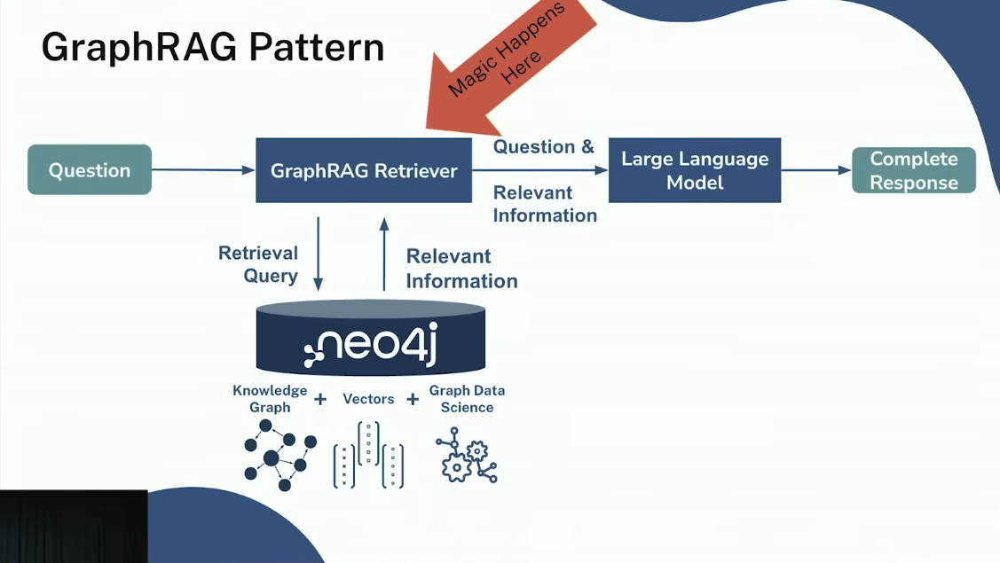 GraphRAG Pattern
Magic Happens
Here
Question
GraphRAG Retriever
Question &
Relevant
Information
Large Language
Model
Complete
Response
Retrieval
Query
Relevant
Information
neo4j
Knowledge
Graph
+
Vectors
+
Graph Data
Science